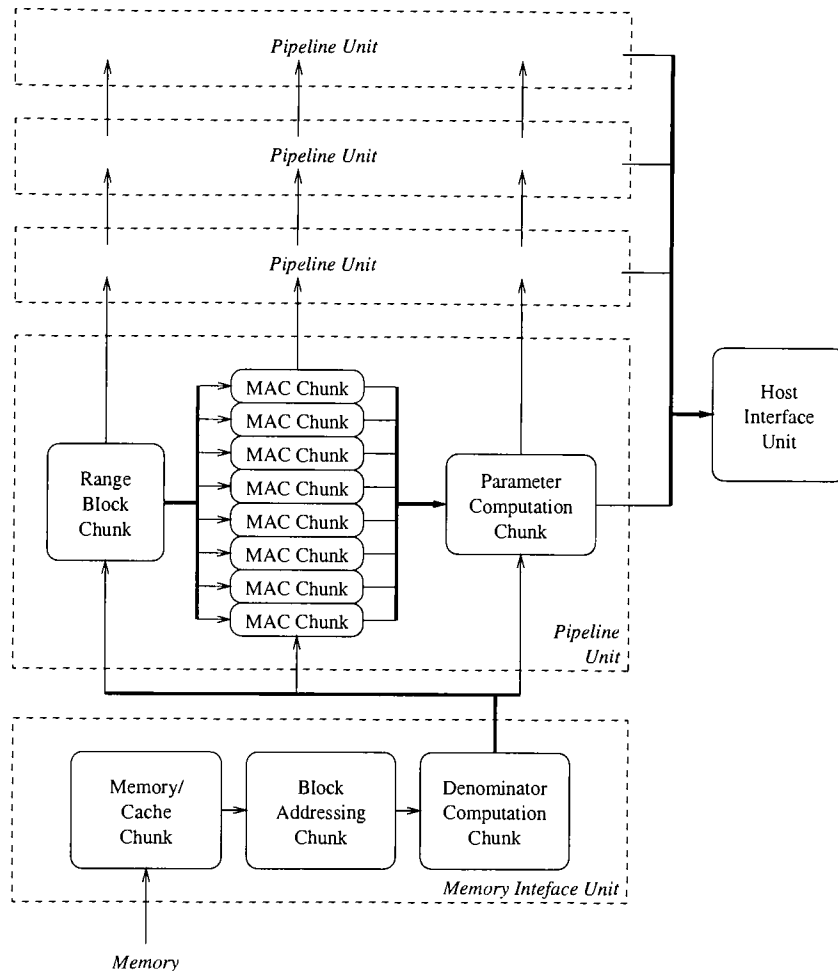 Pipeline Unit
Pipeline Unit
Pipeline Unit
MAC Chunk
MAC Chunk
MAC Chunk
MAC Chunk
MAC Chunk
MAC Chunk
MAC Chunk
MAC Chunk
Range
Block
Chunk
Parameter
Computation
Chunk
Host
Interface
Unit
Pipeline
Unit
Memory/
Cache
Chunk
Block
Addressing
Chunk
Denominator
Computation
Chunk
Memory Inteface Unit
Memory